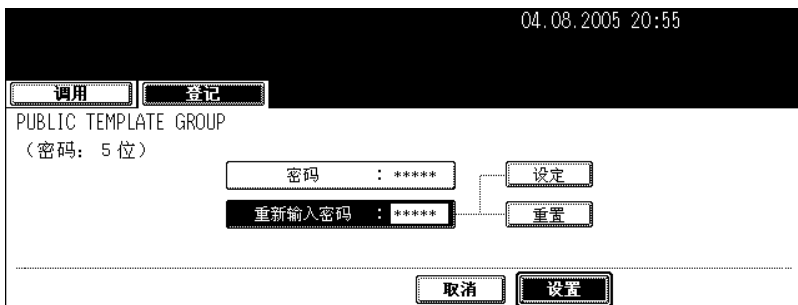 04.08.2005 20:55
调用 登记
PUBLIC TEMPLATE GROUP
（密码: 5位）
密码 : ***** 设定
重新输入密码 : ***** 重置
取消 设置